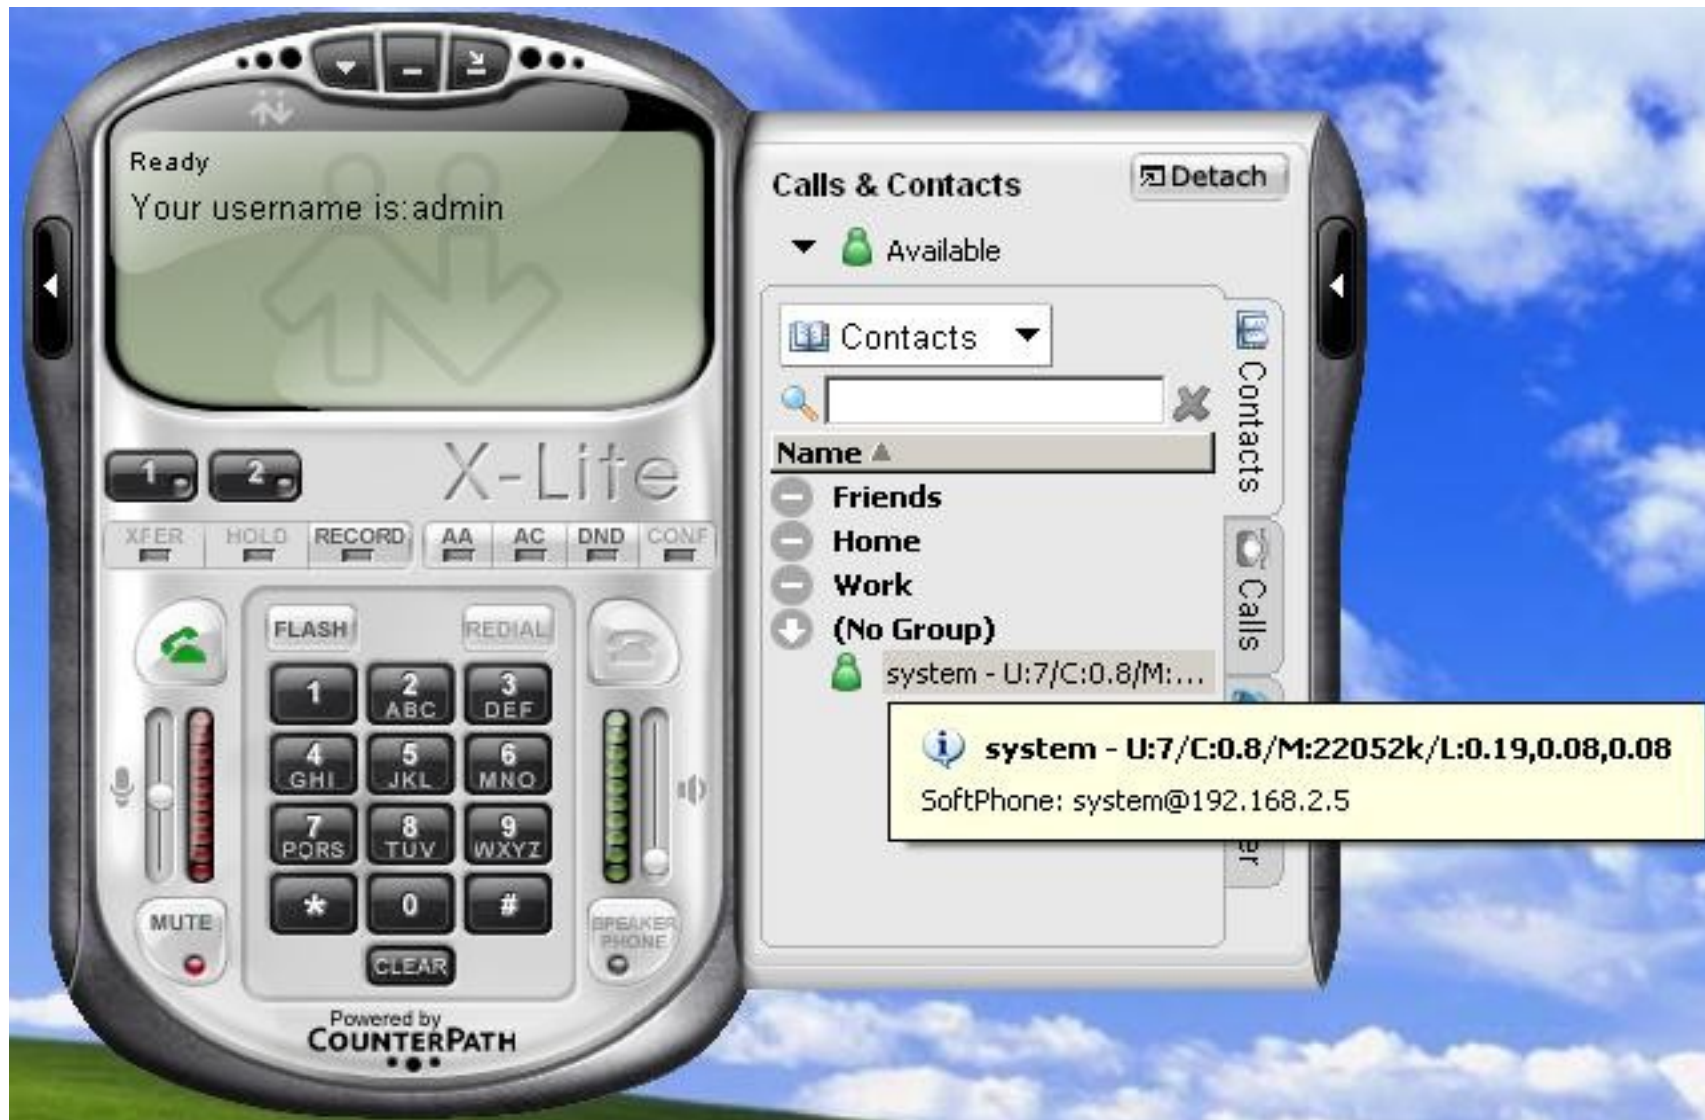 Ready
Your username is:admin
1 2
X-Lite
XFER HOLD RECORD AA AC DND CONF
FLASH REDIAL
1
2 ABC
3 DEF
4 GHI
5 JKL
6 MNO
7 PQRS
8 TUV
9 WXYZ
* 0 #
MUTE
SPEAKER PHONE
CLEAR
Powered by
COUNTERPATH
Calls & Contacts
Detach
Available
Contacts
Name
Friends
Home
Work
(No Group)
system - U:7/C:0.8/M:...
system - U:7/C:0.8/M:22052k/L:0.19,0.08,0.08
SoftPhone: system@192.168.2.5
Contacts
Calls